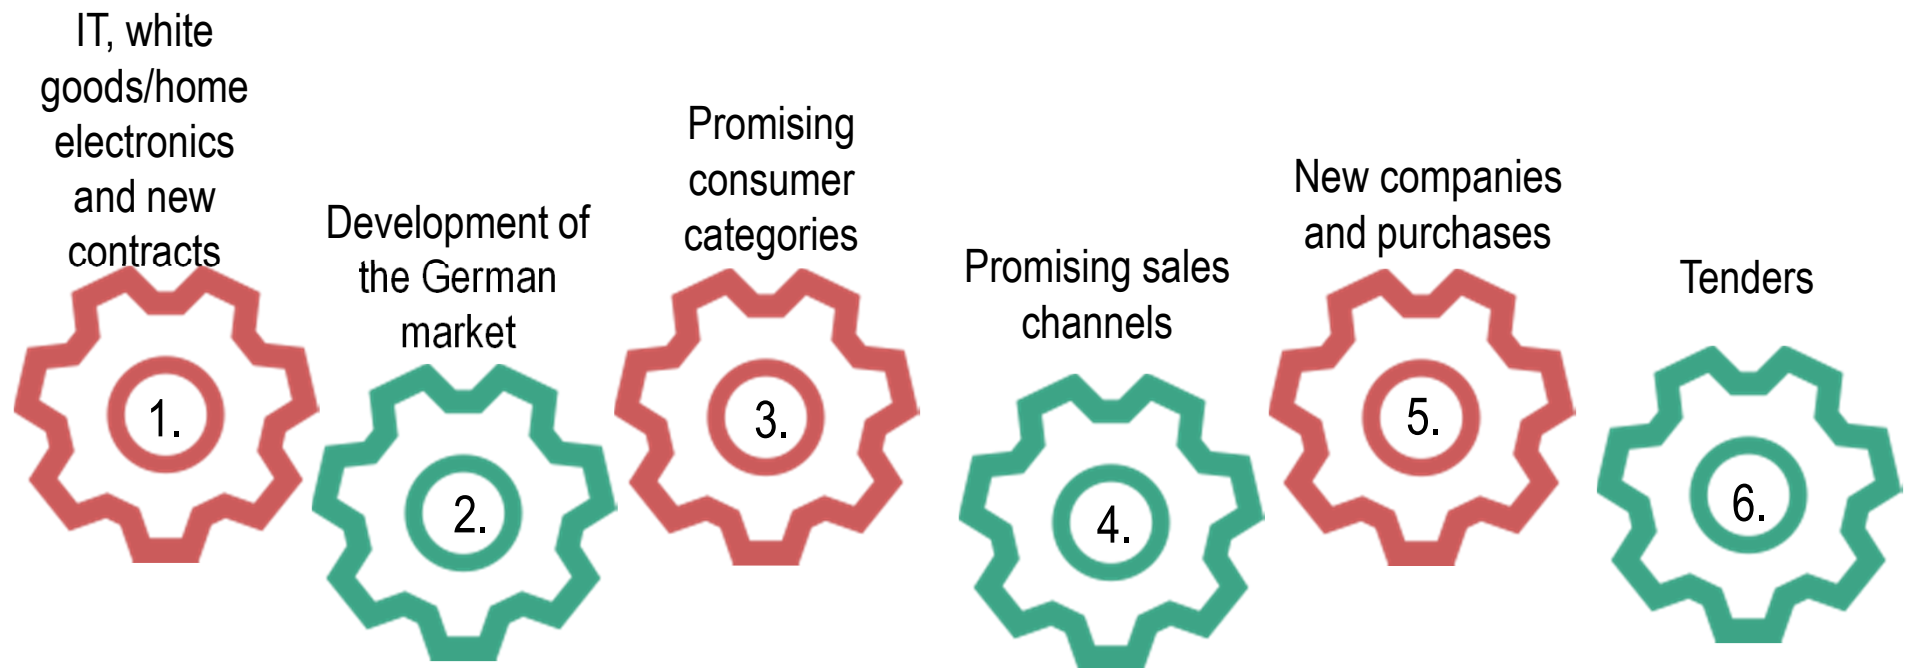 IT, white
goods/home
electronics
and new
contracts
1.
Development of
the German
market
2.
Promising
consumer
categories
3.
Promising sales
channels
4.
New companies
and purchases
5.
Tenders
6.